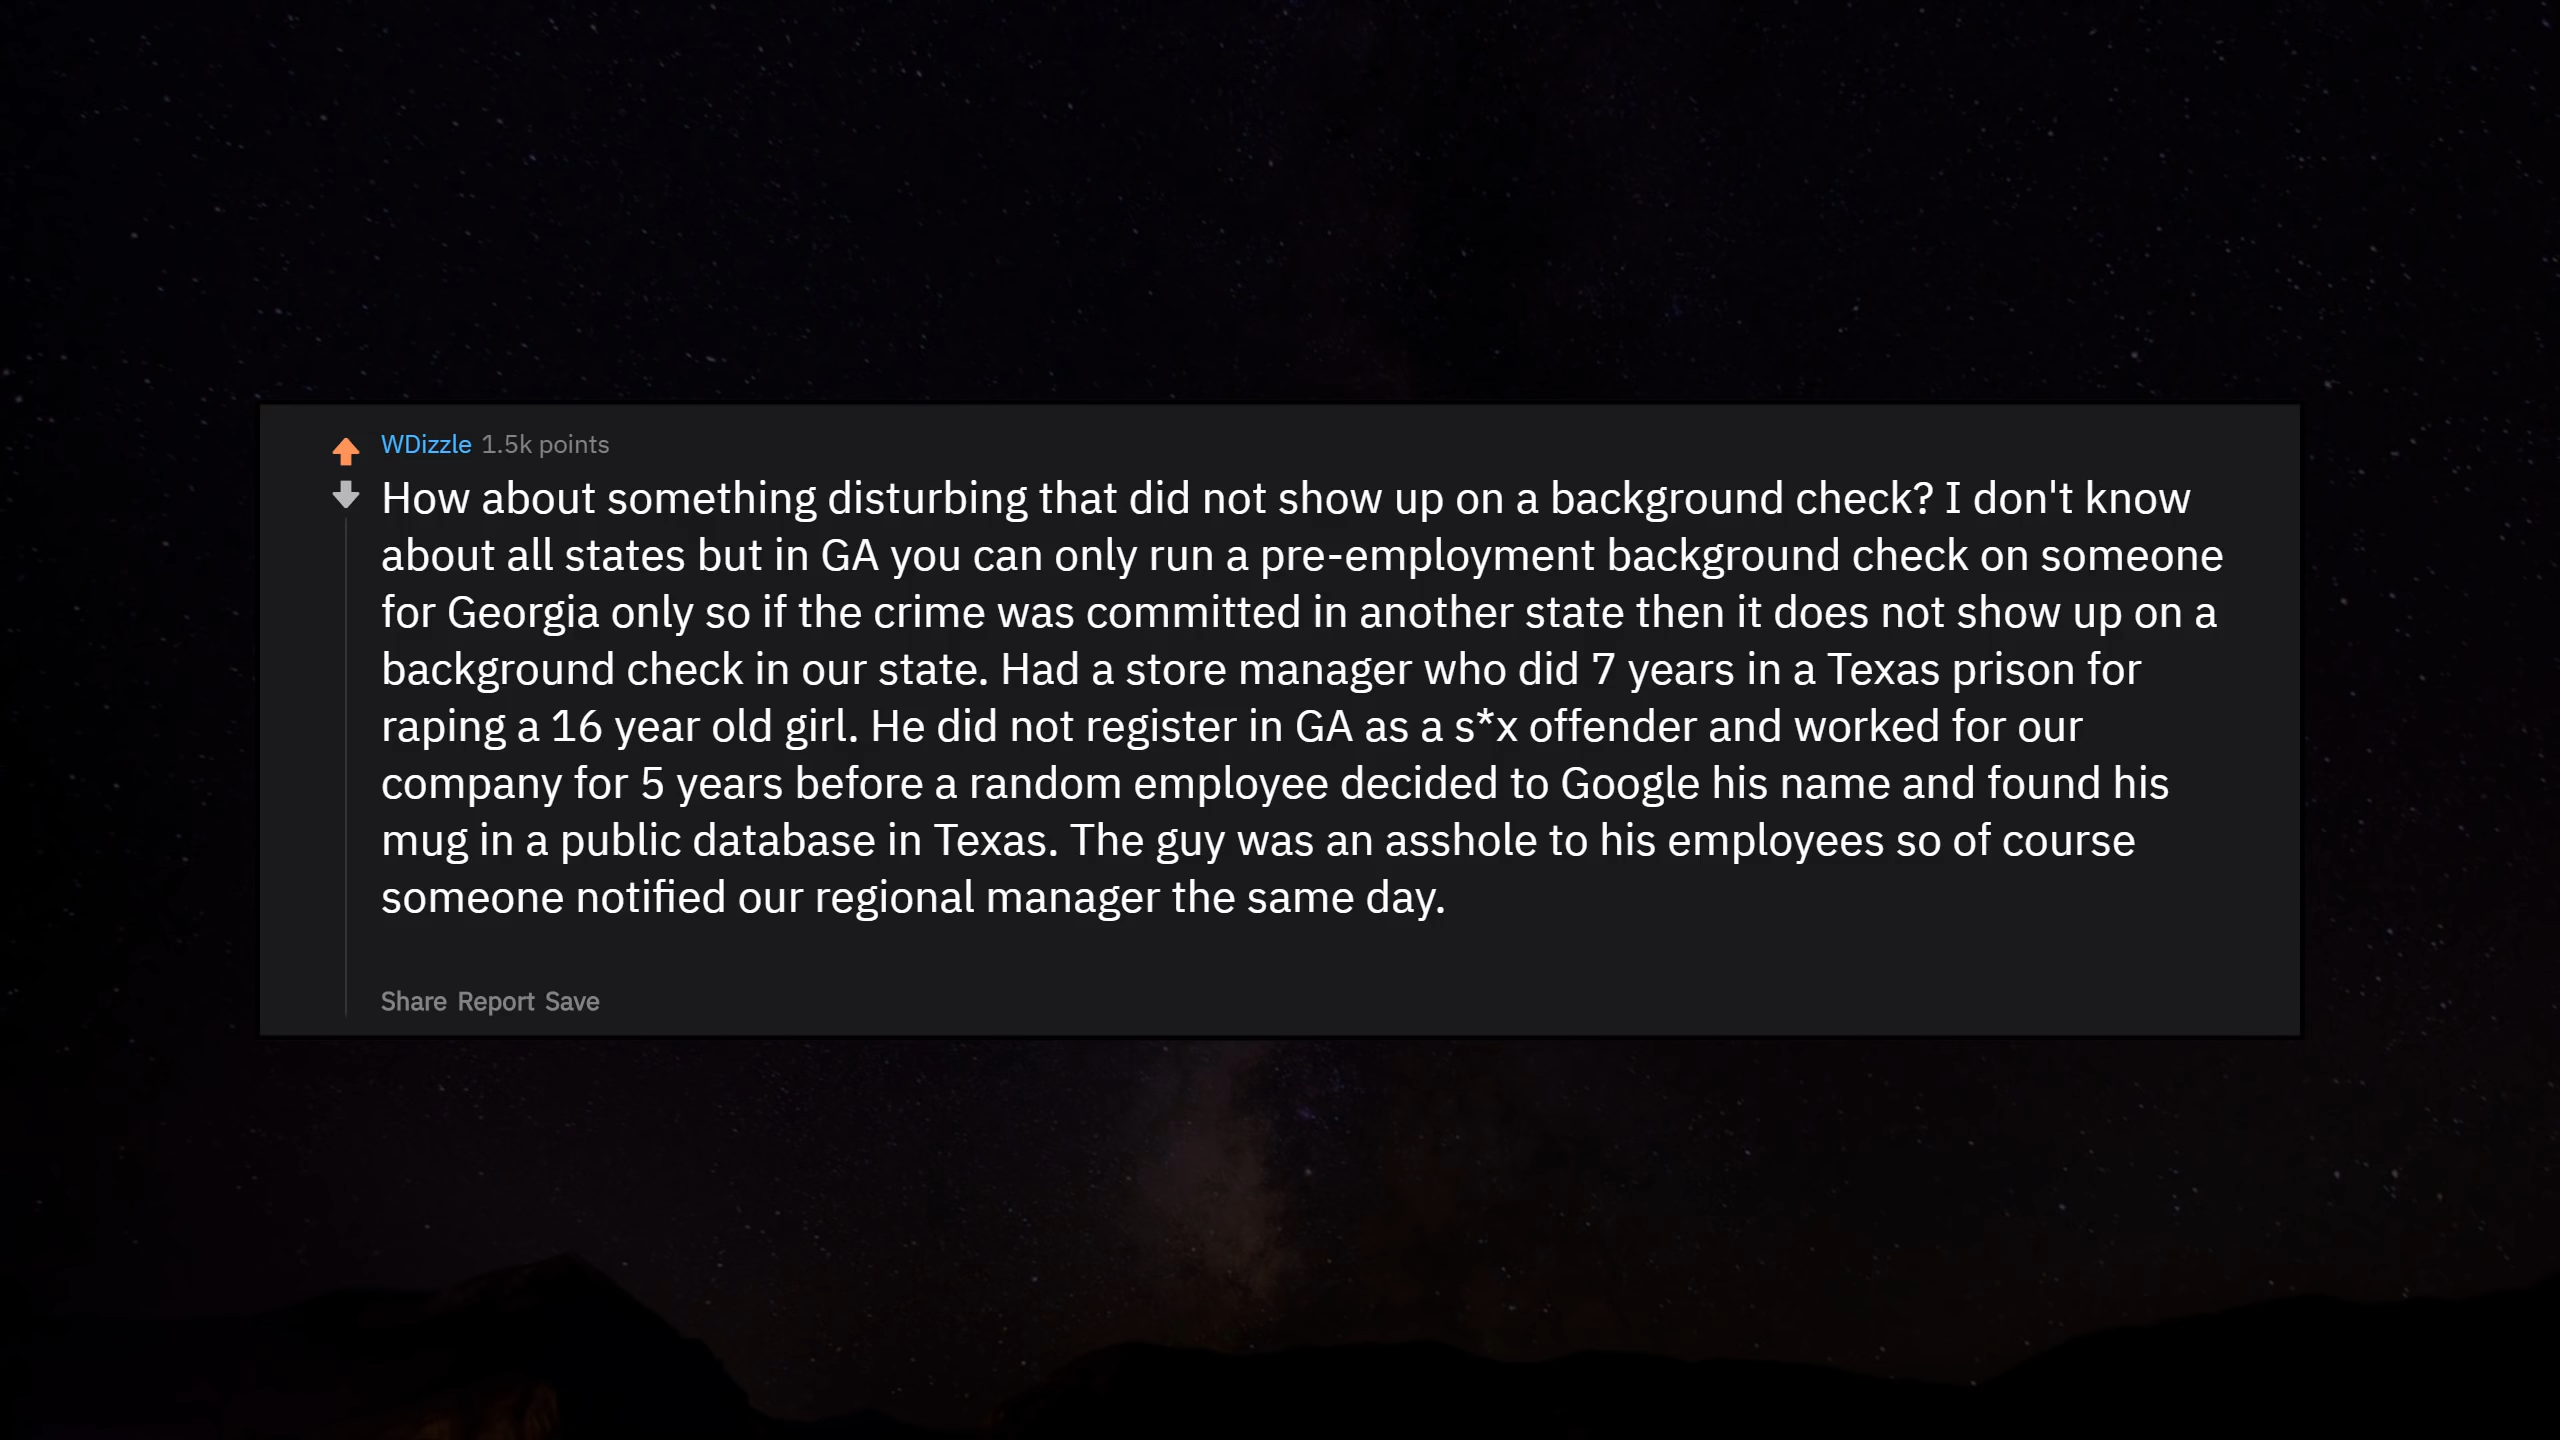 WDizzle 1.5k points
How about something disturbing that did not show up on a background check? I don't know
about all states but in GA you can only run a pre-employment background check on someone
for Georgia only so if the crime was committed in another state then it does not show up on a
background check in our state. Had a store manager who did 7 years in a Texas prison for
raping a 16 year old girl. He did not register in GA as a s*x offender and worked for our
company for 5 years before a random employee decided to Google his name and found his
mug in a public database in Texas. The guy was an asshole to his employees so of course
someone notified our regional manager the same day.
Share Report Save